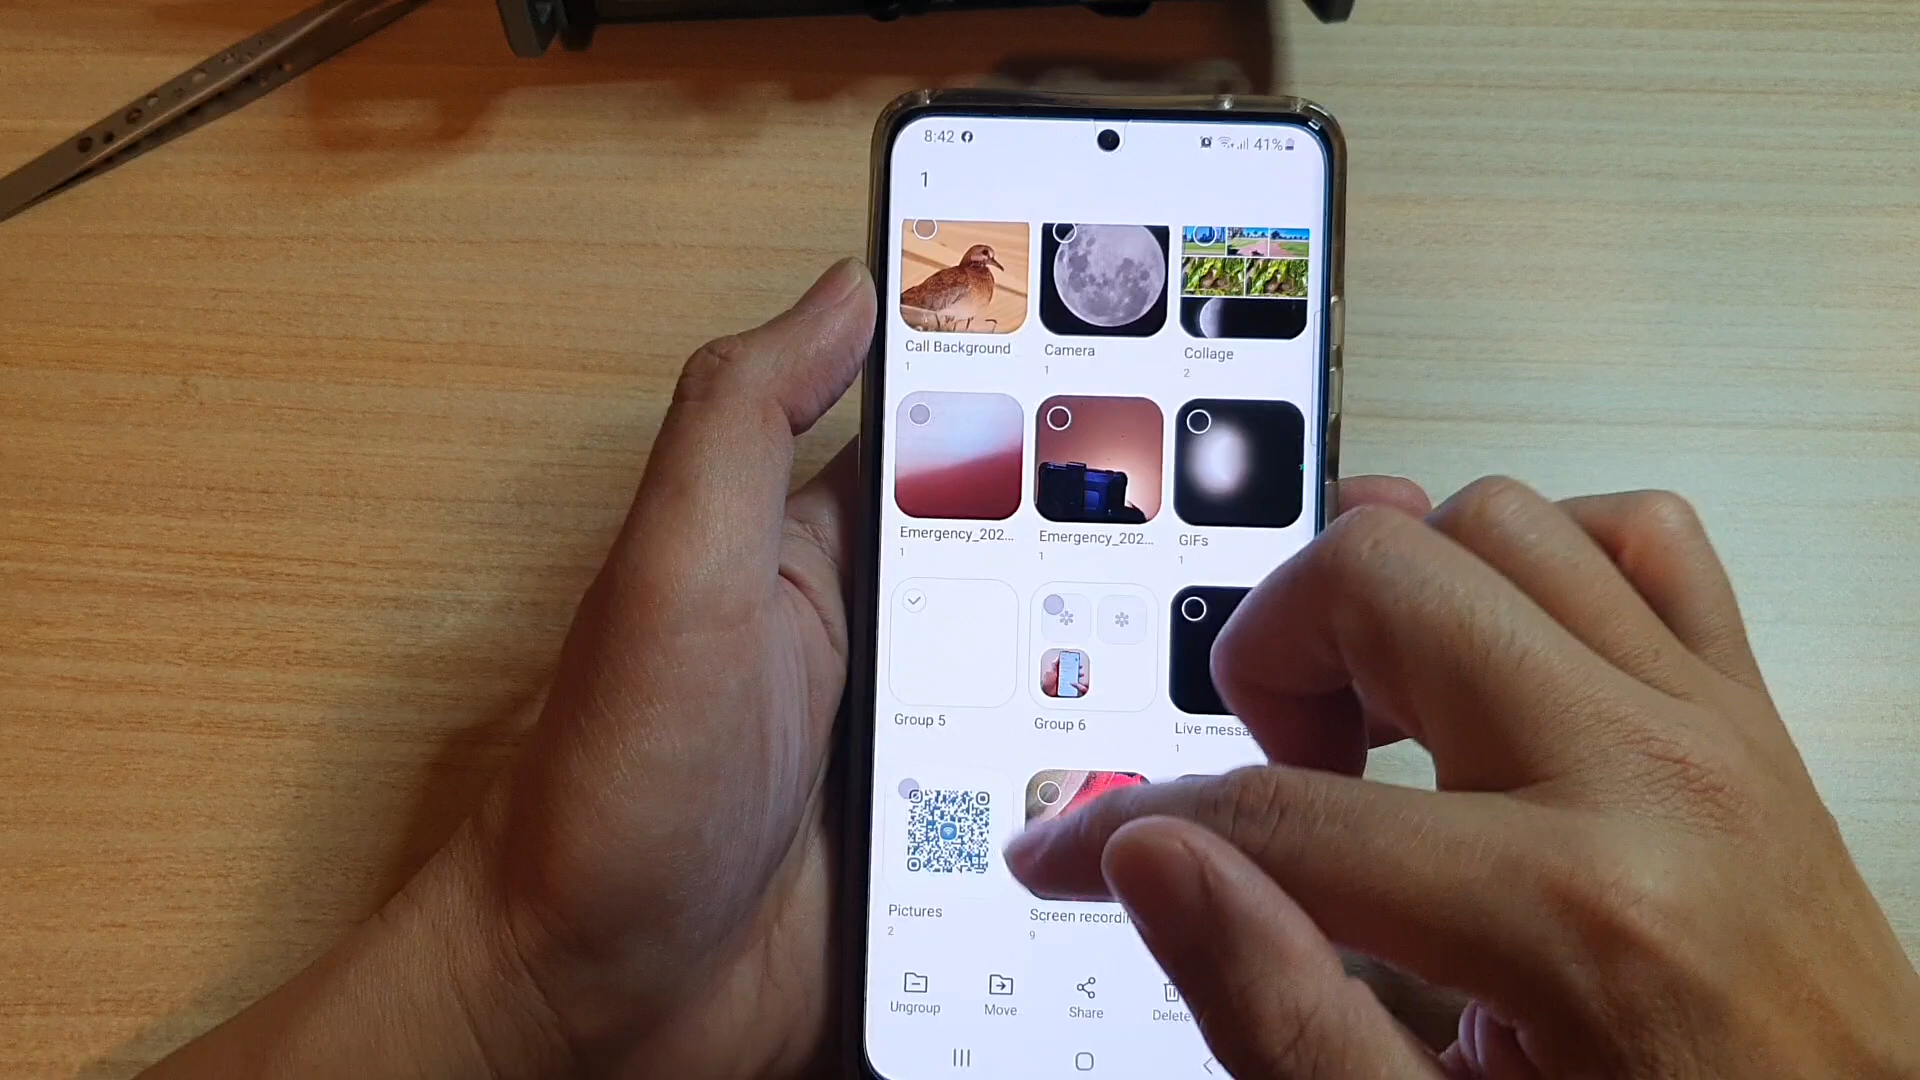 8:42 41%
1
Call Background Camera Collage
1 1 2
Emergency_202... Emergency_202... GIFs
1 1 1
Group 5 Group 6 Live messa
1
Pictures Screen recordin
2 9
Ungroup Move Share Delete